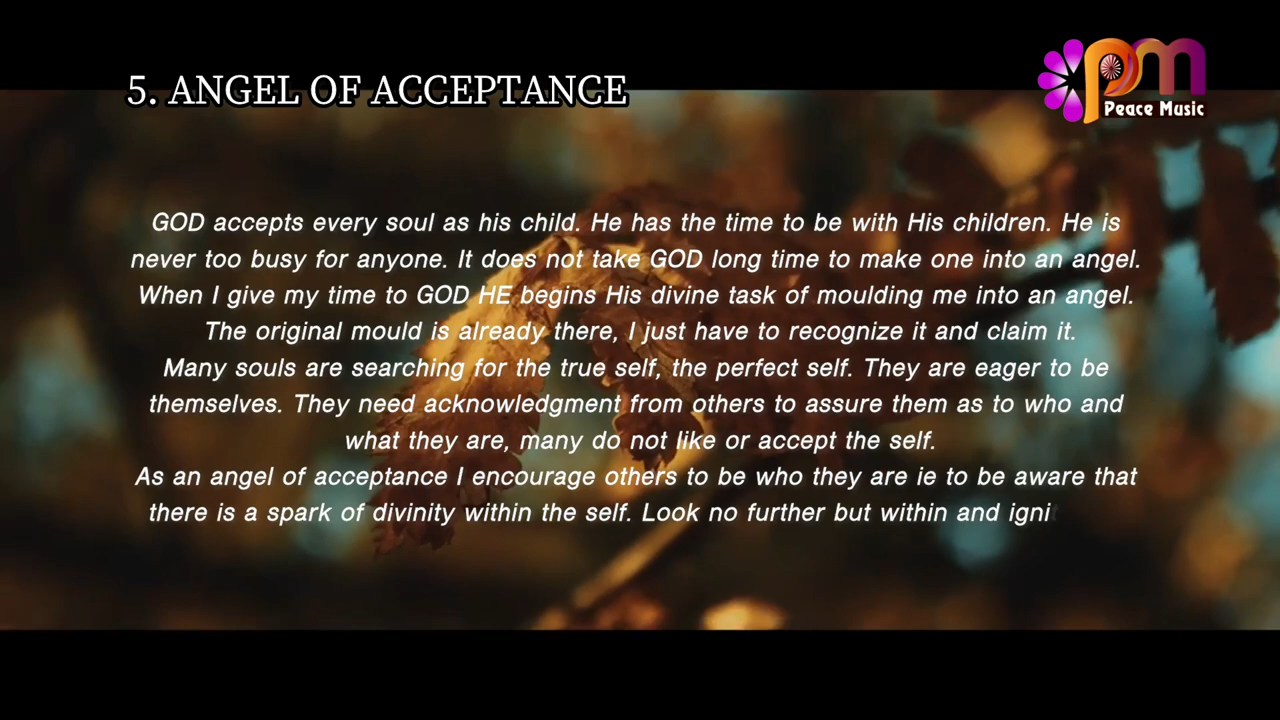 5. ANGEL OF ACCEPTANCE
pm
Peace Music
GOD accepts every soul as his child. He has the time to be with His children. He is
never too busy for anyone. It does not take GOD long time to make one into an angel.
When I give my time to GOD HE begins His divine task of moulding me into an angel.
The original mould is already there, I just have to recognize it and claim it.
Many souls are searching for the true self, the perfect self. They are eager to be
themselves. They need acknowledgment from others to assure them as to who and
what they are, many do not like or accept the self.
As an angel of acceptance I encourage others to be who they are ie to be aware that
there is a spark of divinity within the self. Look no further but within and igni